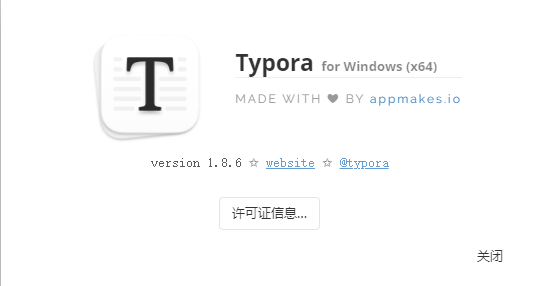 T
Typora for Windows (x64)
MADE WITH ❤ BY appmakes.io
version 1.8.6 ☆ website ☆ @typora
许可证信息...
关闭